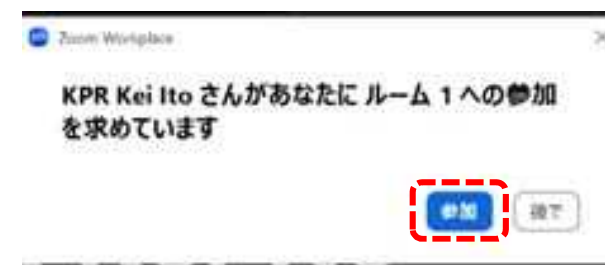 Zoom Workplace
KPR Kei Ito さんがあなたに ルーム 1 への参加
を求めています
参加
後で